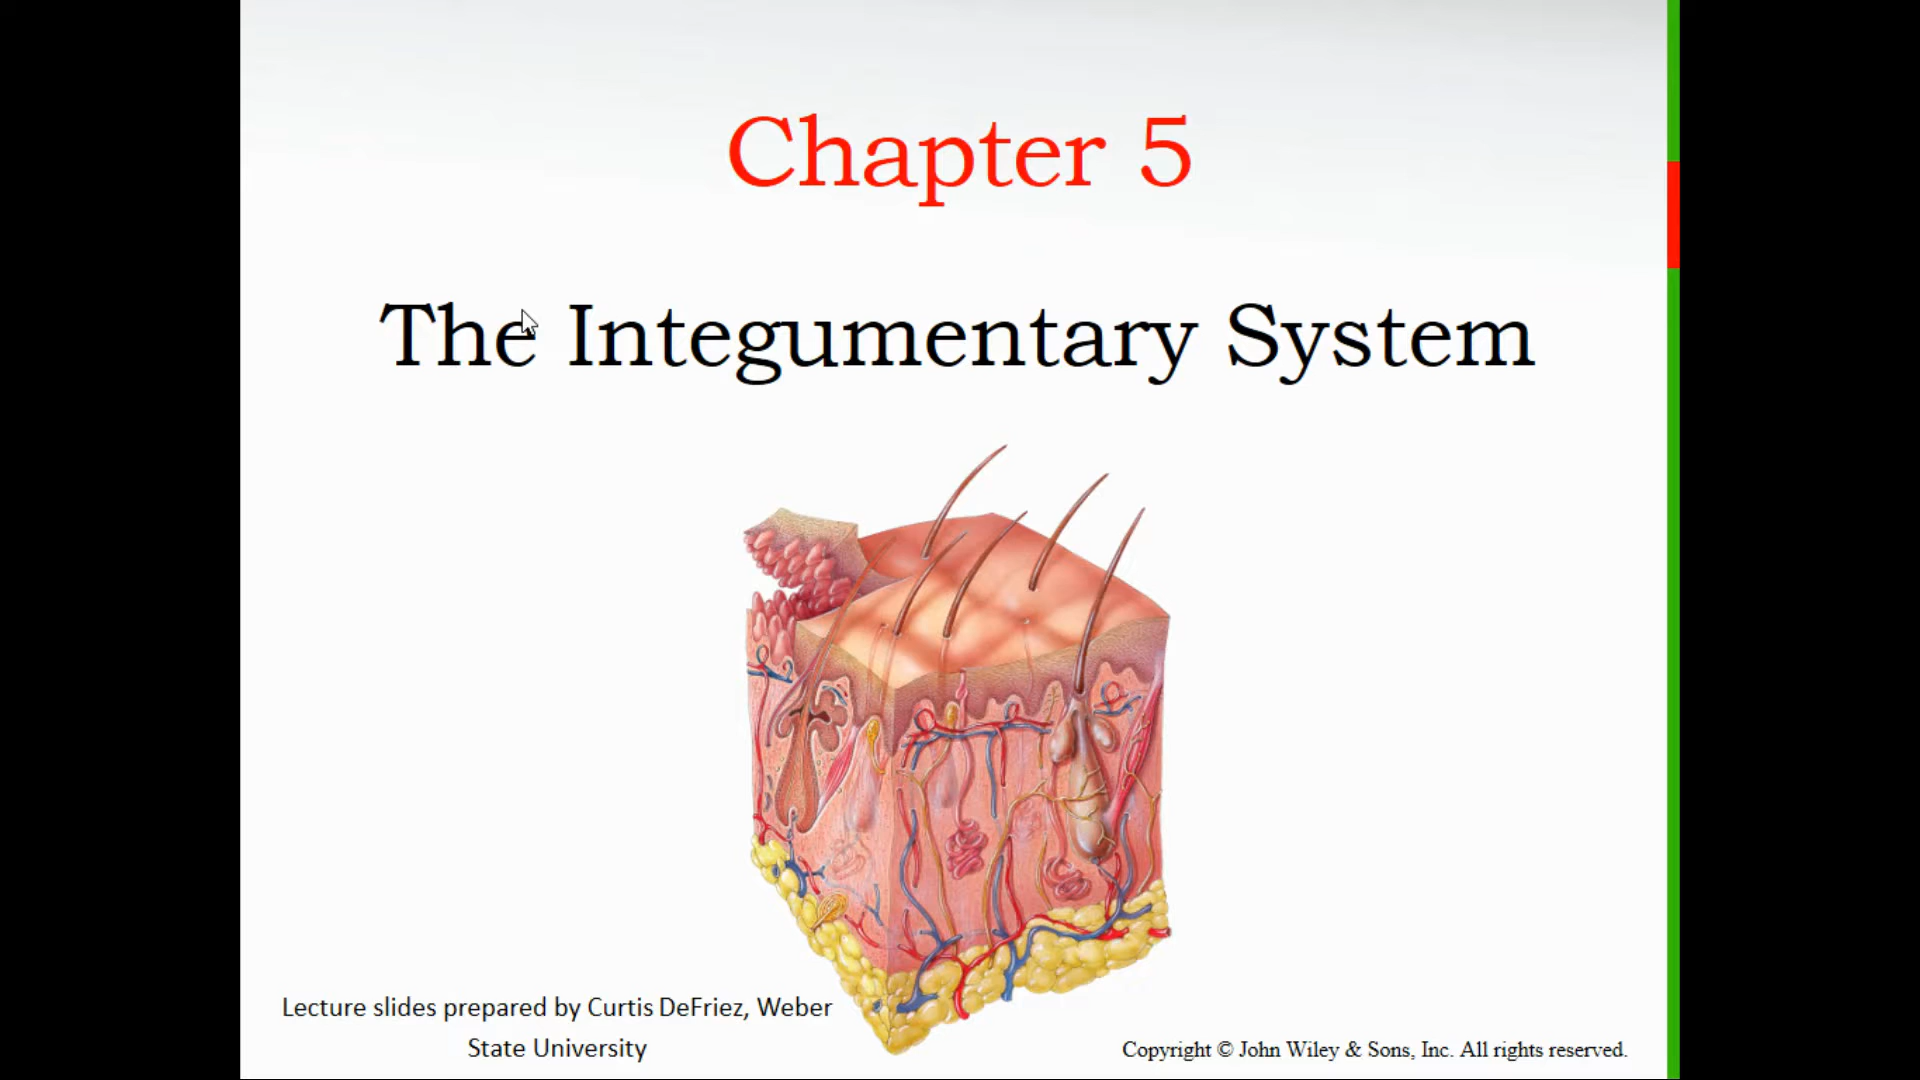 Chapter 5
The Integumentary System
Lecture slides prepared by Curtis DeFriez, Weber
State University
Copyright © John Wiley & Sons, Inc. All rights reserved.